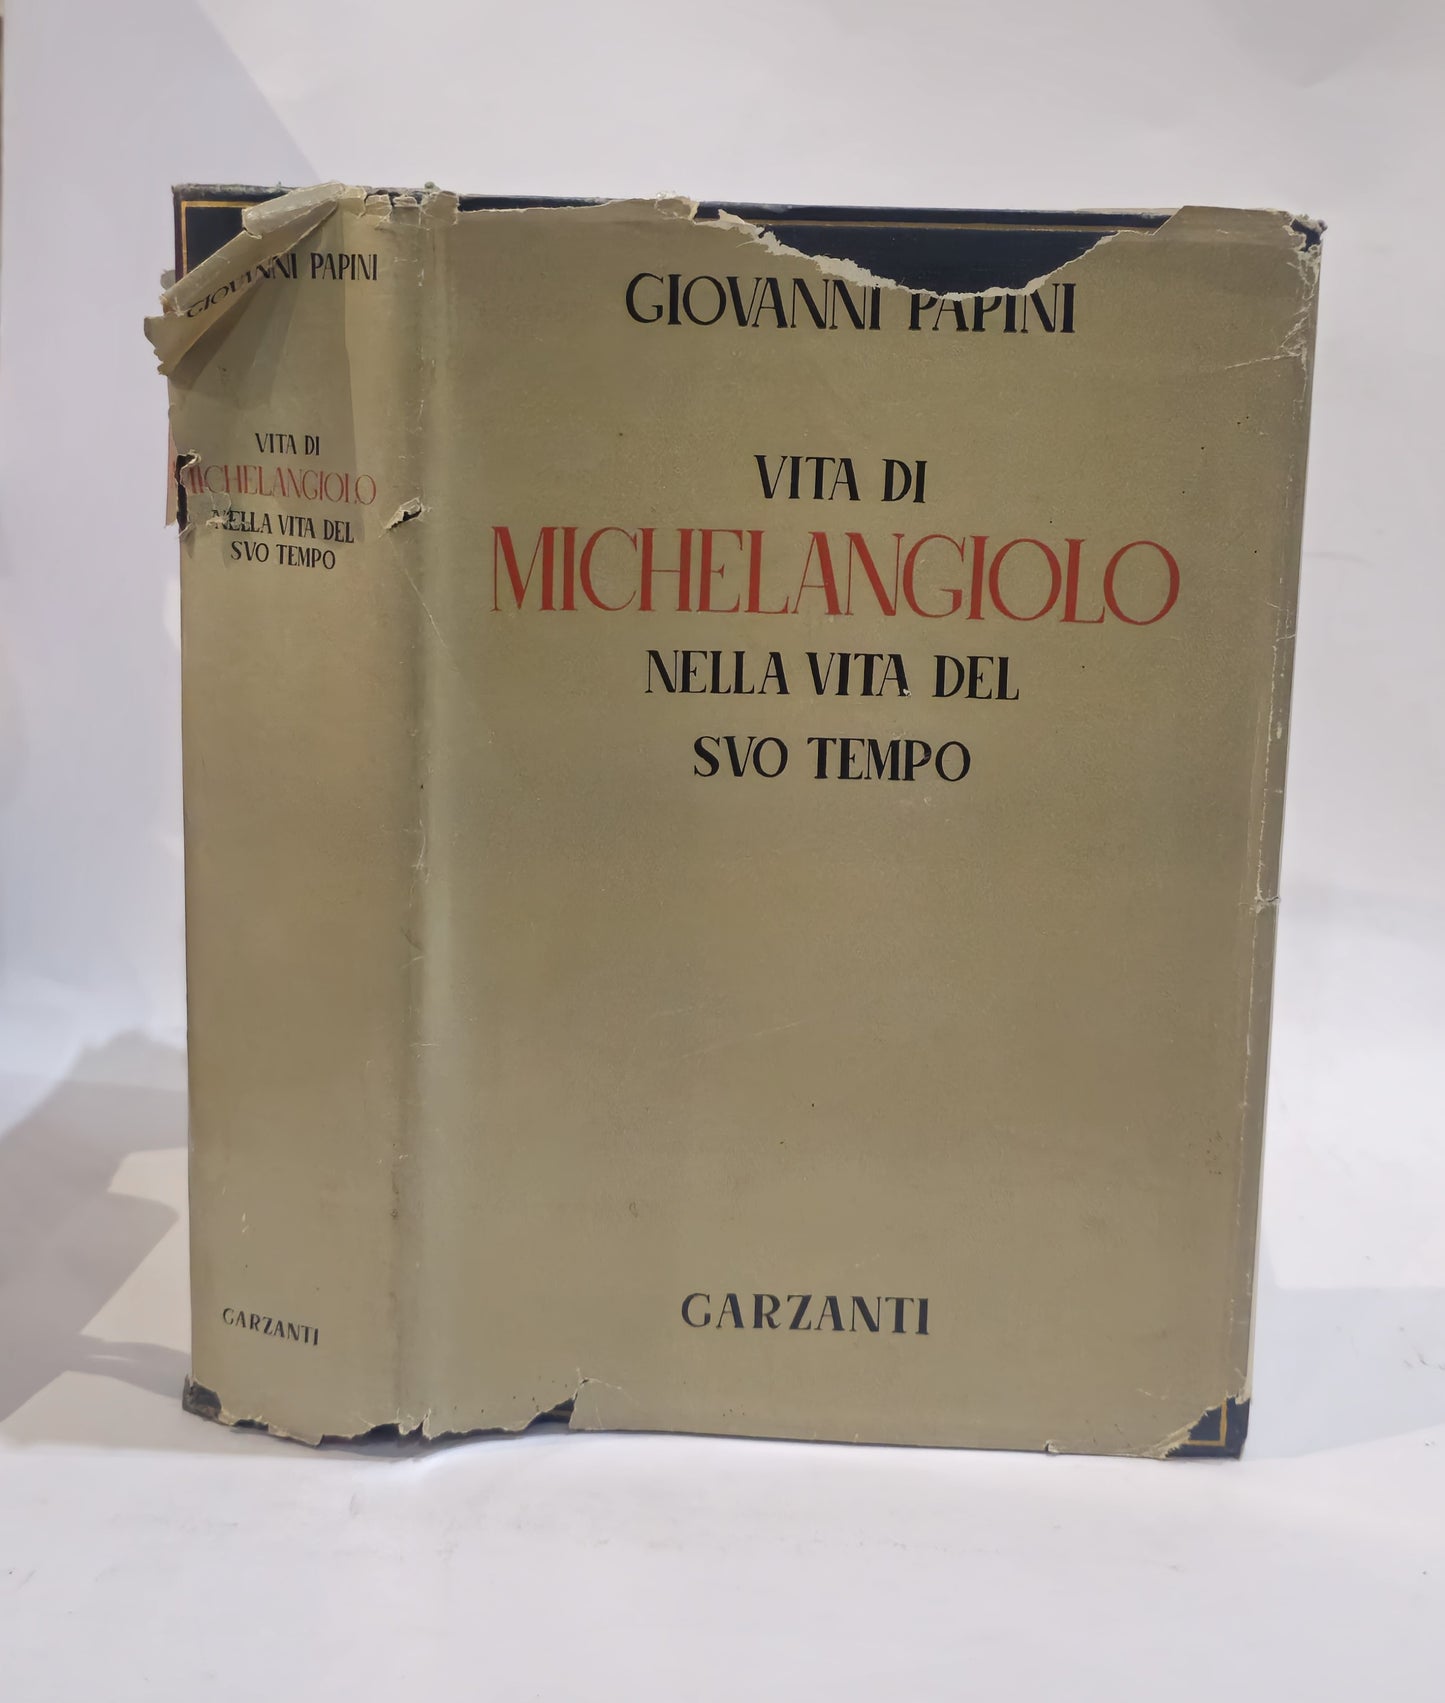 GIOVANNI PAPINI
VITA DI
MICHELANGIOLO
NELLA VITA DEL
SVO TEMPO
GARZANTI
GIOVANNI PAPINI
VITA DI
MICHELANGIOLO
NELLA VITA DEL
SVO TEMPO
GARZANTI